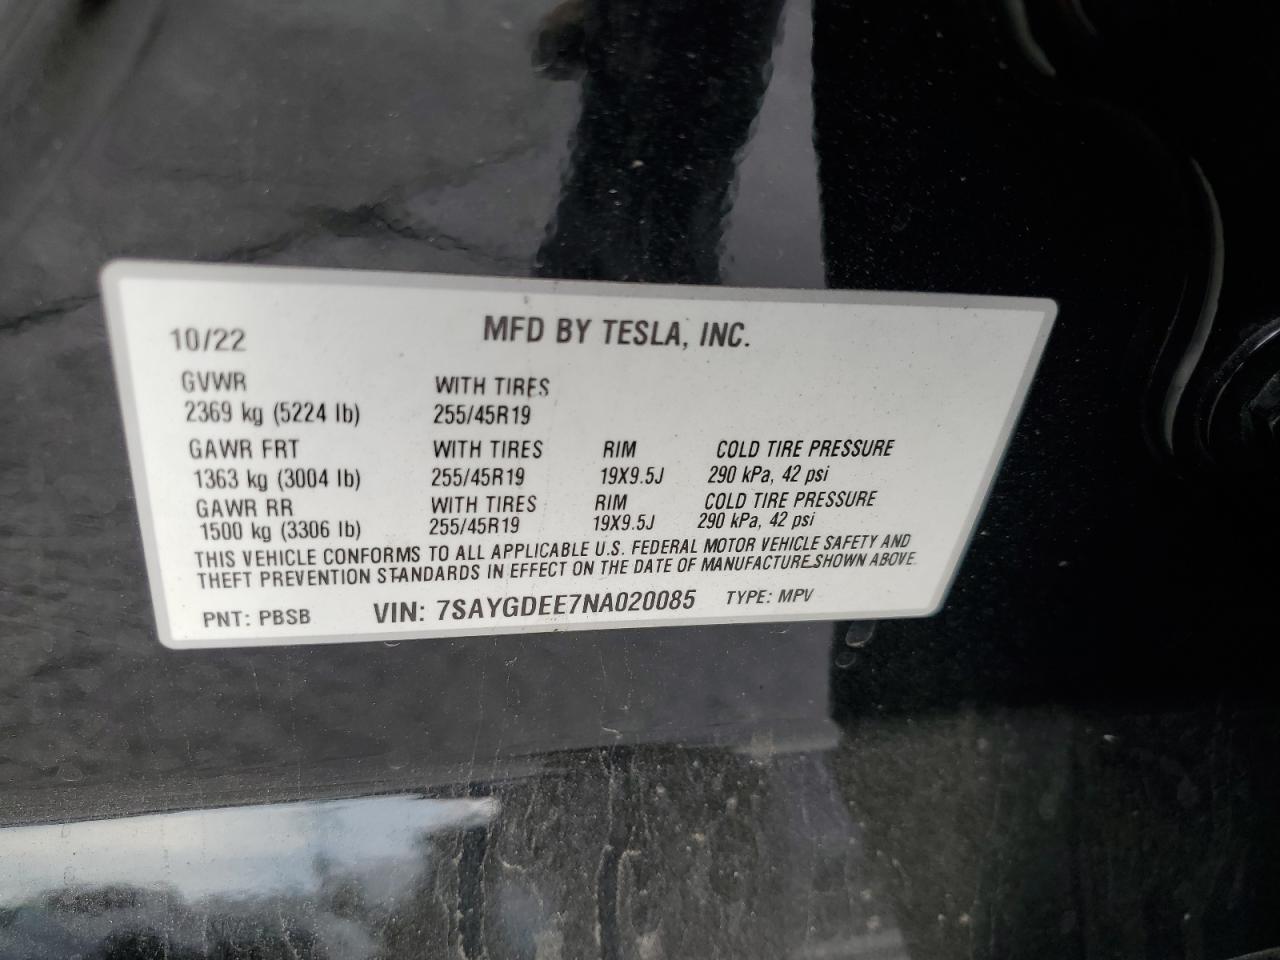 10/22 MFD BY TESLA, INC.
GVWR WITH TIRES
2369 kg (5224 lb) 255/45R19
GAWR FRT WITH TIRES RIM COLD TIRE PRESSURE
1363 kg (3004 lb) 255/45R19 19X9.5J 290 kPa, 42 psi
GAWR RR WITH TIRES RIM COLD TIRE PRESSURE
1500 kg (3306 lb) 255/45R19 19X9.5J 290 kPa, 42 psi
THIS VEHICLE CONFORMS TO ALL APPLICABLE U.S. FEDERAL MOTOR VEHICLE SAFETY AND
THEFT PREVENTION STANDARDS IN EFFECT ON THE DATE OF MANUFACTURE SHOWN ABOVE.
PNT: PBSB VIN: 7SAYGDEE7NA020085 TYPE: MPV